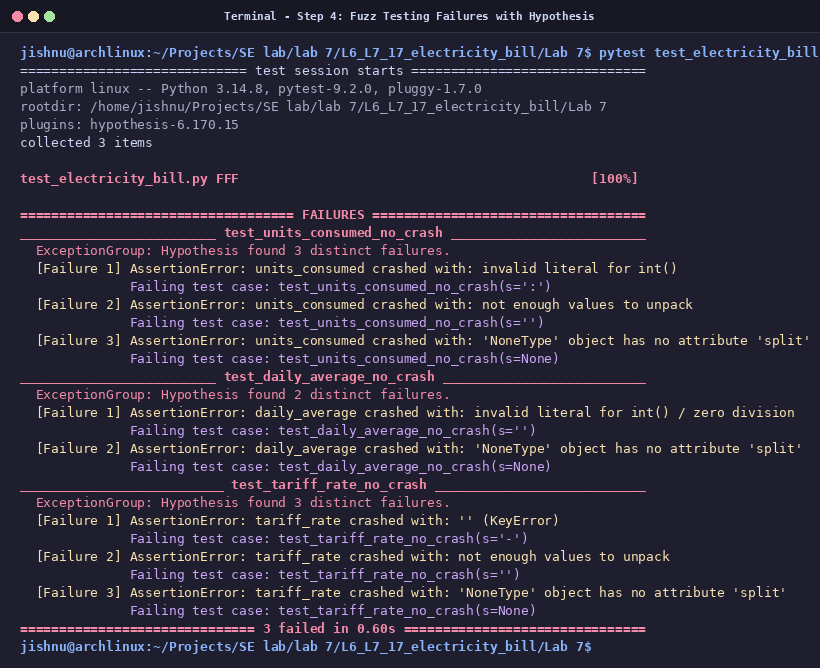 Terminal - Step 4: Fuzz Testing Failures with Hypothesis
jishnu@archlinux:~/Projects/SE lab/lab 7/L6_L7_17_electricity_bill/Lab 7$ pytest test_electricity_bill
============================= test session starts ==============================
platform linux -- Python 3.14.8, pytest-9.2.0, pluggy-1.7.0
rootdir: /home/jishnu/Projects/SE lab/lab 7/L6_L7_17_electricity_bill/Lab 7
plugins: hypothesis-6.170.15
collected 3 items
test_electricity_bill.py FFF                                             [100%]
=================================== FAILURES ===================================
_________________________ test_units_consumed_no_crash _________________________
  ExceptionGroup: Hypothesis found 3 distinct failures.
  [Failure 1] AssertionError: units_consumed crashed with: invalid literal for int()
              Failing test case: test_units_consumed_no_crash(s=':')
  [Failure 2] AssertionError: units_consumed crashed with: not enough values to unpack
              Failing test case: test_units_consumed_no_crash(s='')
  [Failure 3] AssertionError: units_consumed crashed with: 'NoneType' object has no attribute 'split'
              Failing test case: test_units_consumed_no_crash(s=None)
_________________________ test_daily_average_no_crash __________________________
  ExceptionGroup: Hypothesis found 2 distinct failures.
  [Failure 1] AssertionError: daily_average crashed with: invalid literal for int() / zero division
              Failing test case: test_daily_average_no_crash(s='')
  [Failure 2] AssertionError: daily_average crashed with: 'NoneType' object has no attribute 'split'
              Failing test case: test_daily_average_no_crash(s=None)
__________________________ test_tariff_rate_no_crash ___________________________
  ExceptionGroup: Hypothesis found 3 distinct failures.
  [Failure 1] AssertionError: tariff_rate crashed with: '' (KeyError)
              Failing test case: test_tariff_rate_no_crash(s='-')
  [Failure 2] AssertionError: tariff_rate crashed with: not enough values to unpack
              Failing test case: test_tariff_rate_no_crash(s='')
  [Failure 3] AssertionError: tariff_rate crashed with: 'NoneType' object has no attribute 'split'
              Failing test case: test_tariff_rate_no_crash(s=None)
============================== 3 failed in 0.60s ===============================
jishnu@archlinux:~/Projects/SE lab/lab 7/L6_L7_17_electricity_bill/Lab 7$